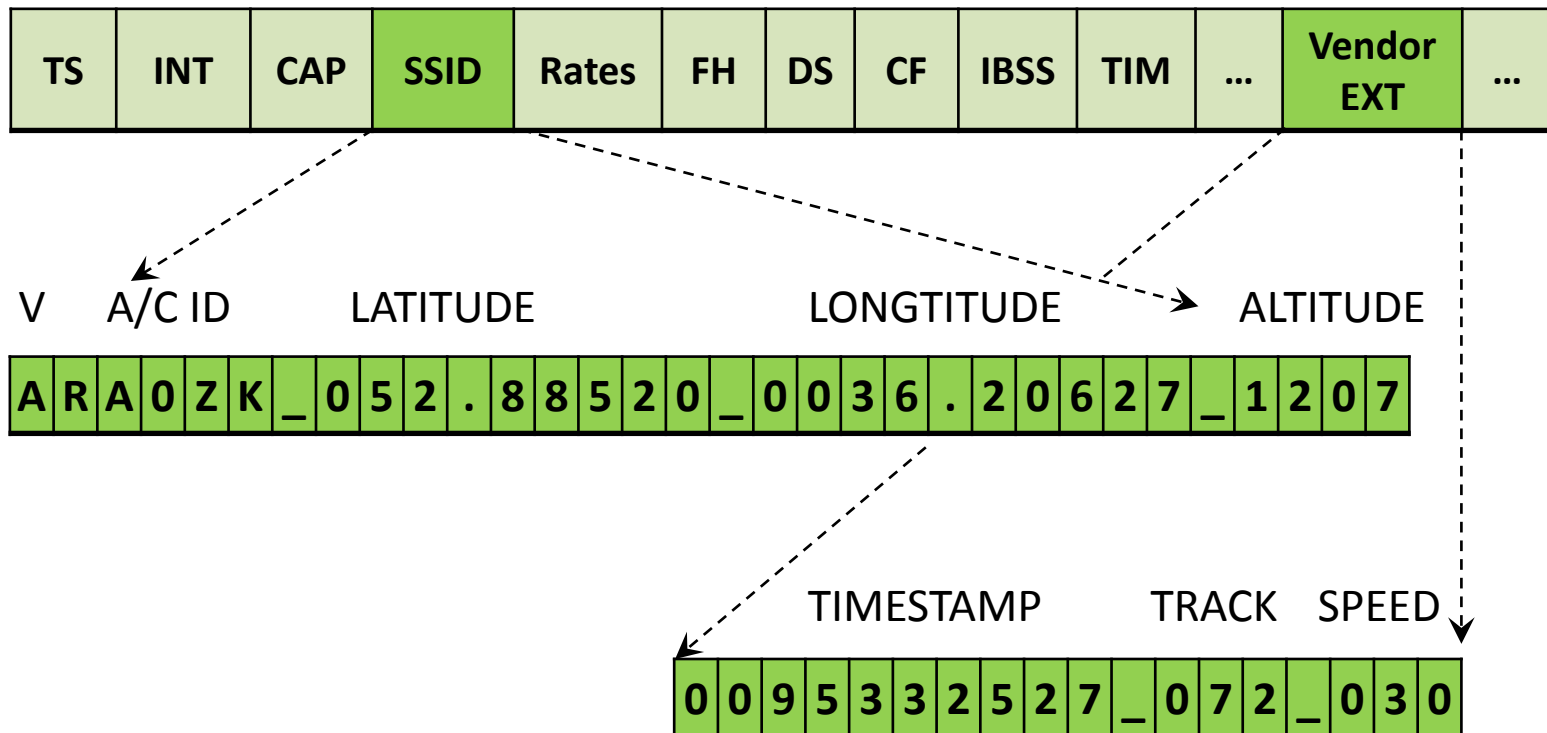 TS INT CAP SSID Rates FH DS CF IBSS TIM ... Vendor EXT ...
V A/C ID LATITUDE LONGTITUDE ALTITUDE
ARA0ZK_052.88520_0036.20627_1207
TIMESTAMP TRACK SPEED
0095332527_072_030